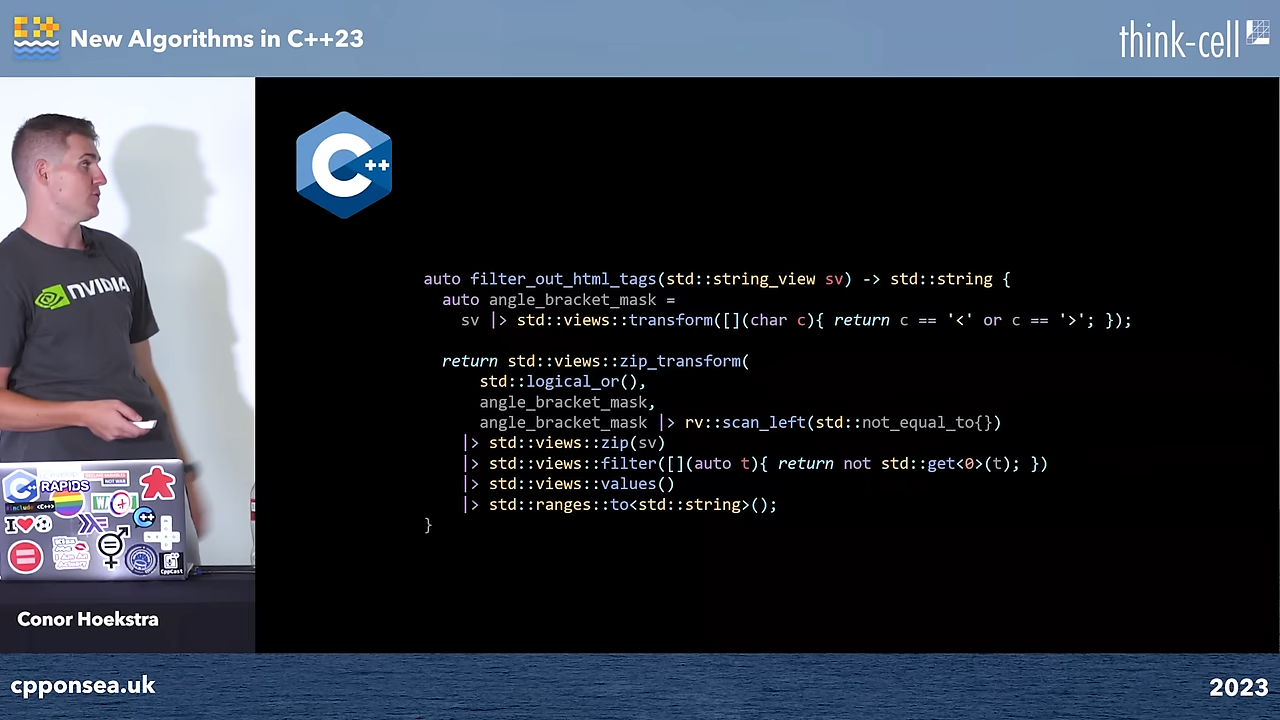 New Algorithms in C++23
think-cell
C++
auto filter_out_html_tags(std::string_view sv) -> std::string {
  auto angle_bracket_mask =
    sv |> std::views::transform([](char c){ return c == '<' or c == '>'; });
  return std::views::zip_transform(
      std::logical_or(),
      angle_bracket_mask,
      angle_bracket_mask |> rv::scan_left(std::not_equal_to{})
    |> std::views::zip(sv)
    |> std::views::filter([](auto t){ return not std::get<0>(t); })
    |> std::views::values()
    |> std::ranges::to<std::string>();
}
NVIDIA
C++
RAPIDS
#include <C++>
I
CppCast
Conor Hoekstra
cpponsea.uk
2023